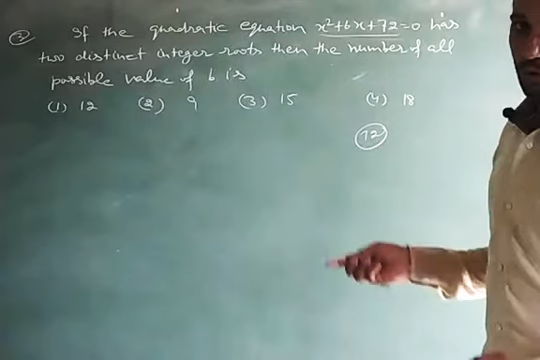 ② If the quadratic equation x²+bx+72=0 has
two distinct integer roots then the number of all
possible value of b is
(1) 12 (2) 9 (3) 15 (4) 18
72